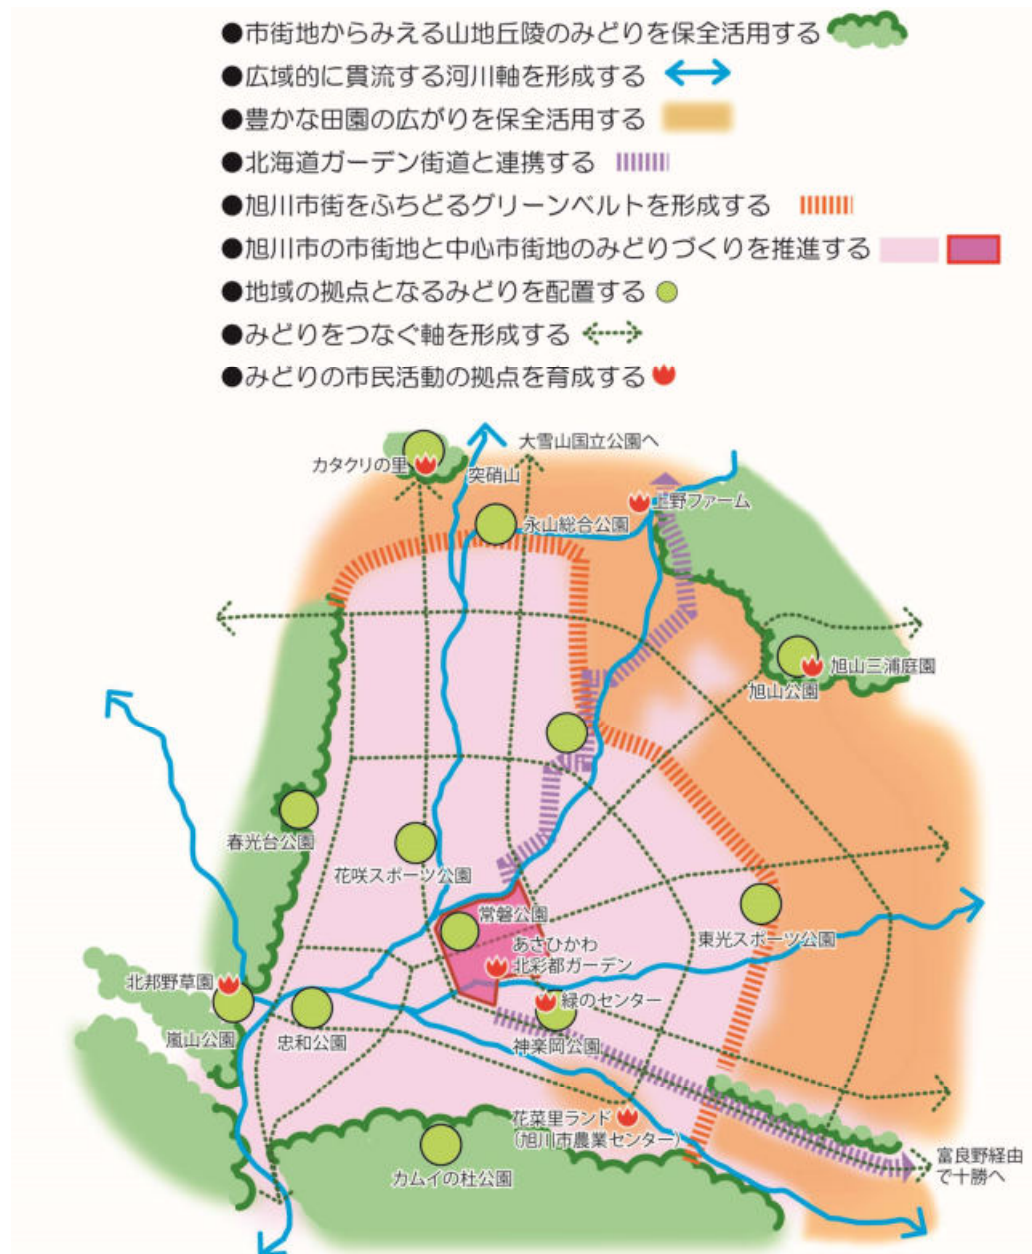 ●市街地からみえる山地丘陵のみどりを保全活用する
●広域的に貫流する河川軸を形成する
●豊かな田園の広がりを保全活用する
●北海道ガーデン街道と連携する
●旭川市街をふちどるグリーンベルトを形成する
●旭川市の市街地と中心市街地のみどりづくりを推進する
●地域の拠点となるみどりを配置する
●みどりをつなぐ軸を形成する
●みどりの市民活動の拠点を育成する
大雪山国立公園へ
カタクリの里
突硝山
上野ファーム
永山総合公園
旭山三浦庭園
旭山公園
春光台公園
花咲スポーツ公園
常磐公園
東光スポーツ公園
あさひかわ
北彩都ガーデン
北邦野草園
緑のセンター
嵐山公園
忠和公園
神楽岡公園
花菜里ランド
(旭川市農業センター)
富良野経由
で十勝へ
カムイの杜公園